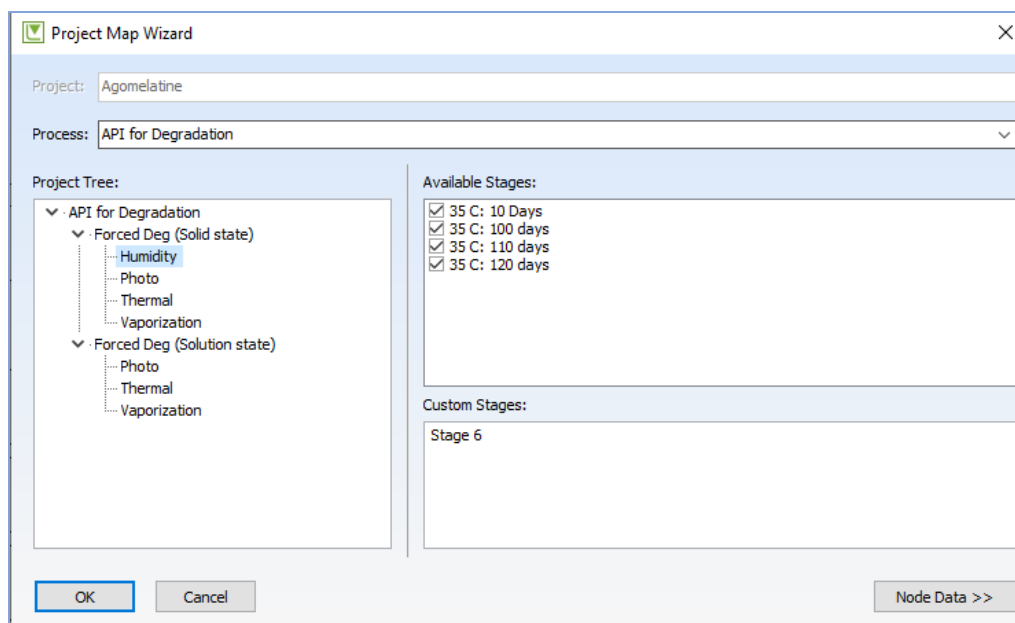 Project Map Wizard
Project: Agomelatine
Process: API for Degradation
Project Tree:
API for Degradation
Forced Deg (Solid state)
Humidity
Photo
Thermal
Vaporization
Forced Deg (Solution state)
Photo
Thermal
Vaporization
Available Stages:
35 C: 10 Days
35 C: 100 days
35 C: 110 days
35 C: 120 days
Custom Stages:
Stage 6
OK
Cancel
Node Data >>